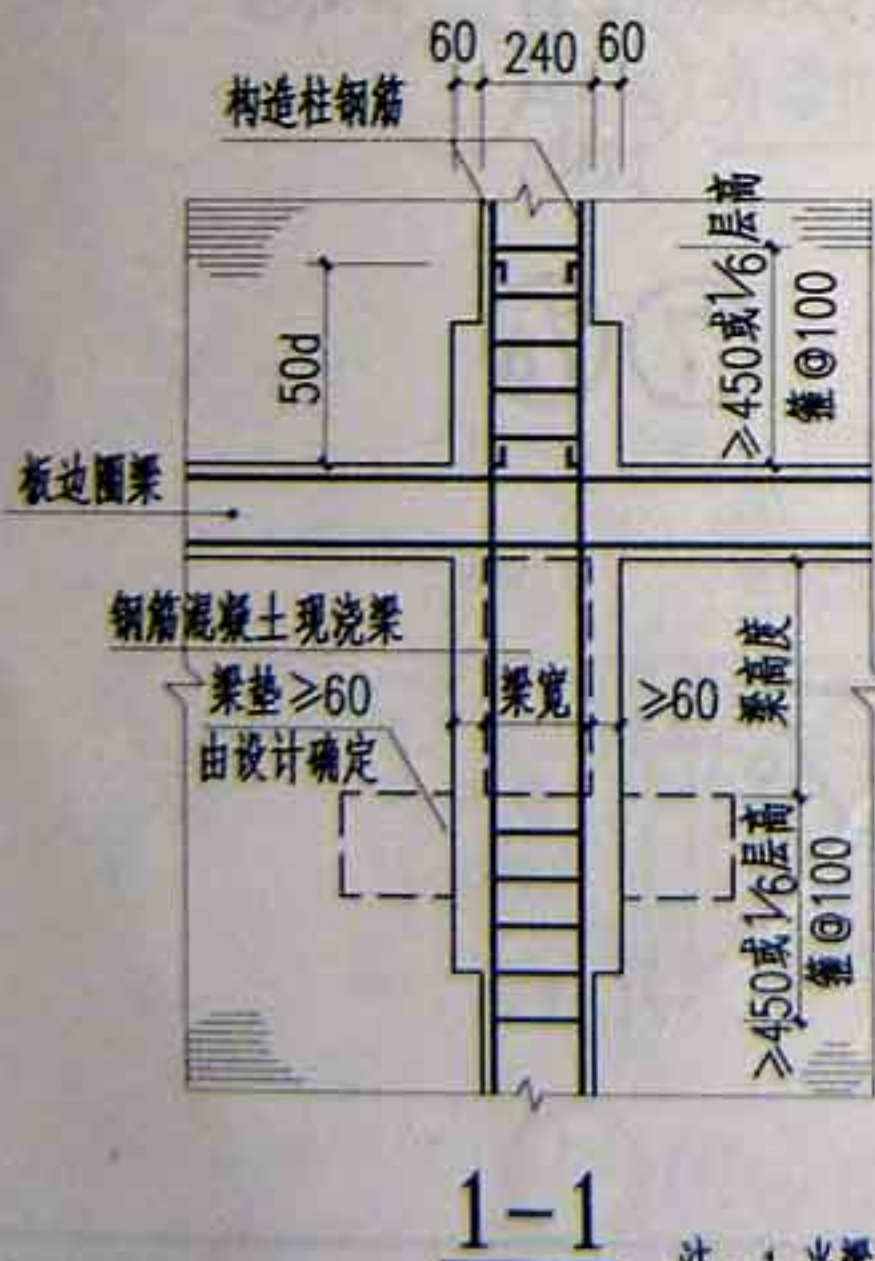 60 240 60
构造柱钢筋
≥450或1/6层高
箍@100
50d
板边圈梁
钢筋混凝土现浇梁
梁垫≥60
由设计确定
梁宽
≥60
梁高度
≥450或1/6层高
箍@100
1-1